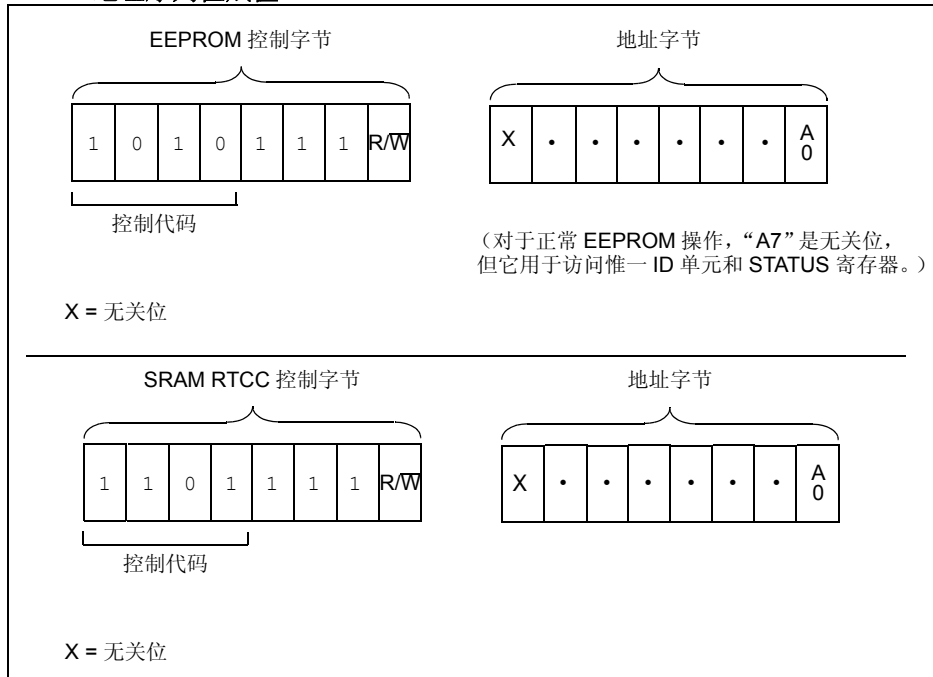 EEPROM 控制字节
地址字节
1 0 1 0 1 1 1 R/W̅
X • • • • • • A0
控制代码
（对于正常 EEPROM 操作，“A7”是无关位，
但它用于访问惟一 ID 单元和 STATUS 寄存器。）
X = 无关位
SRAM RTCC 控制字节
地址字节
1 1 0 1 1 1 1 R/W̅
X • • • • • • A0
控制代码
X = 无关位